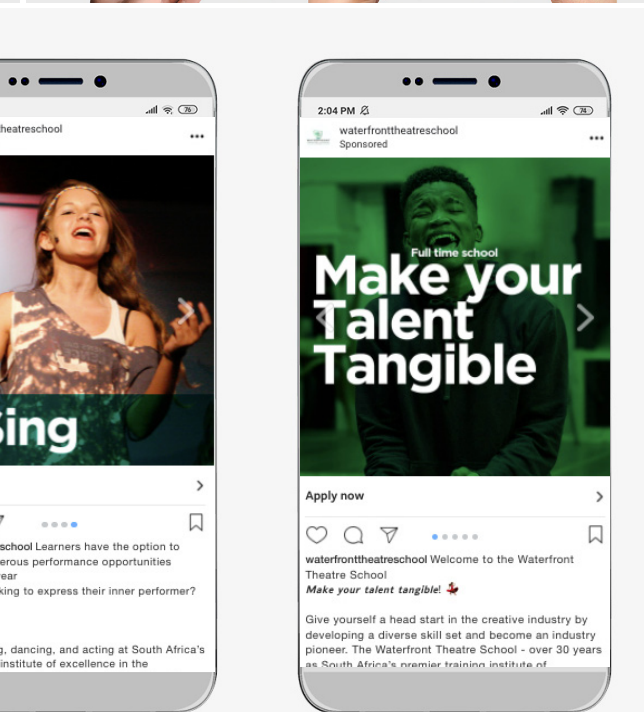 76
heatreschool
Sing
school Learners have the option to
erous performance opportunities
ear
king to express their inner performer?
g, dancing, and acting at South Africa's
institute of excellence in the
2:04 PM
74
waterfronttheatreschool
Sponsored
Full time school
Make your
Talent
Tangible
Apply now
waterfronttheatreschool Welcome to the Waterfront
Theatre School
Make your talent tangible! 💃
Give yourself a head start in the creative industry by
developing a diverse skill set and become an industry
pioneer. The Waterfront Theatre School - over 30 years
as South Africa's premier training institute of